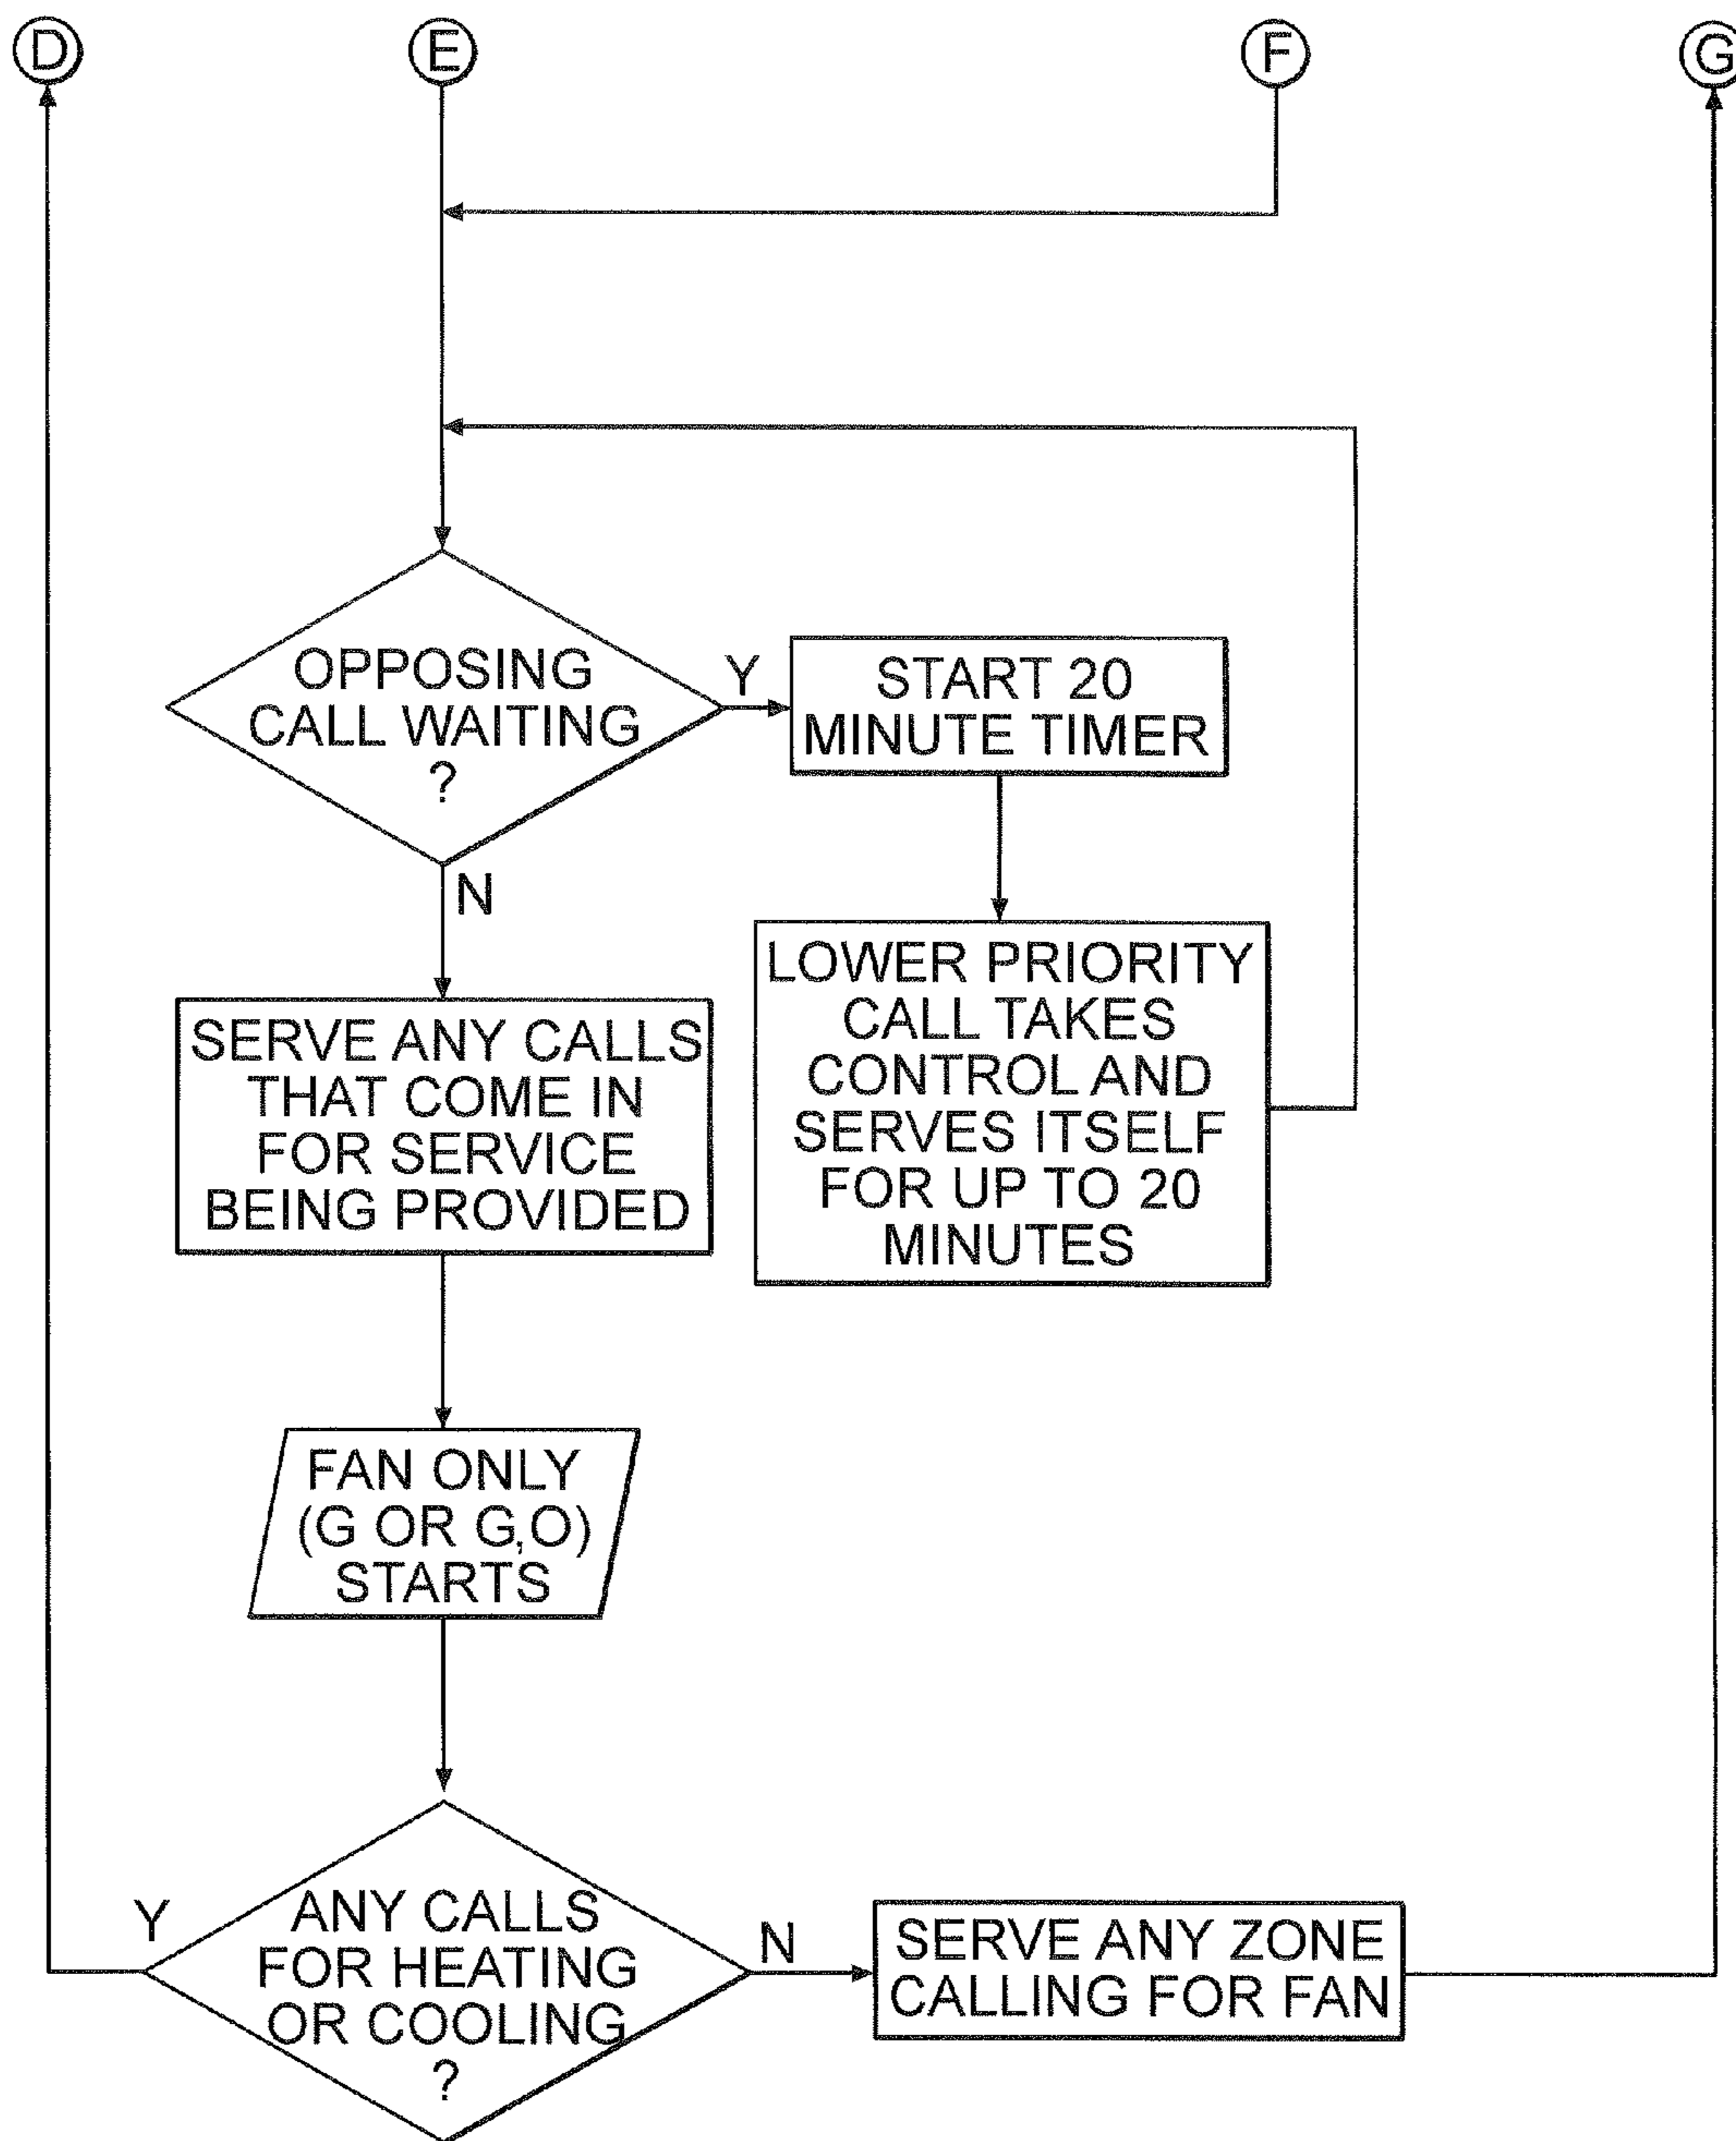 D
E
F
G
OPPOSING
CALL WAITING
?
Y
START 20
MINUTE TIMER
N
LOWER PRIORITY
CALL TAKES
CONTROL AND
SERVES ITSELF
FOR UP TO 20
MINUTES
SERVE ANY CALLS
THAT COME IN
FOR SERVICE
BEING PROVIDED
FAN ONLY
(G OR G,O)
STARTS
Y
ANY CALLS
FOR HEATING
OR COOLING
?
N
SERVE ANY ZONE
CALLING FOR FAN